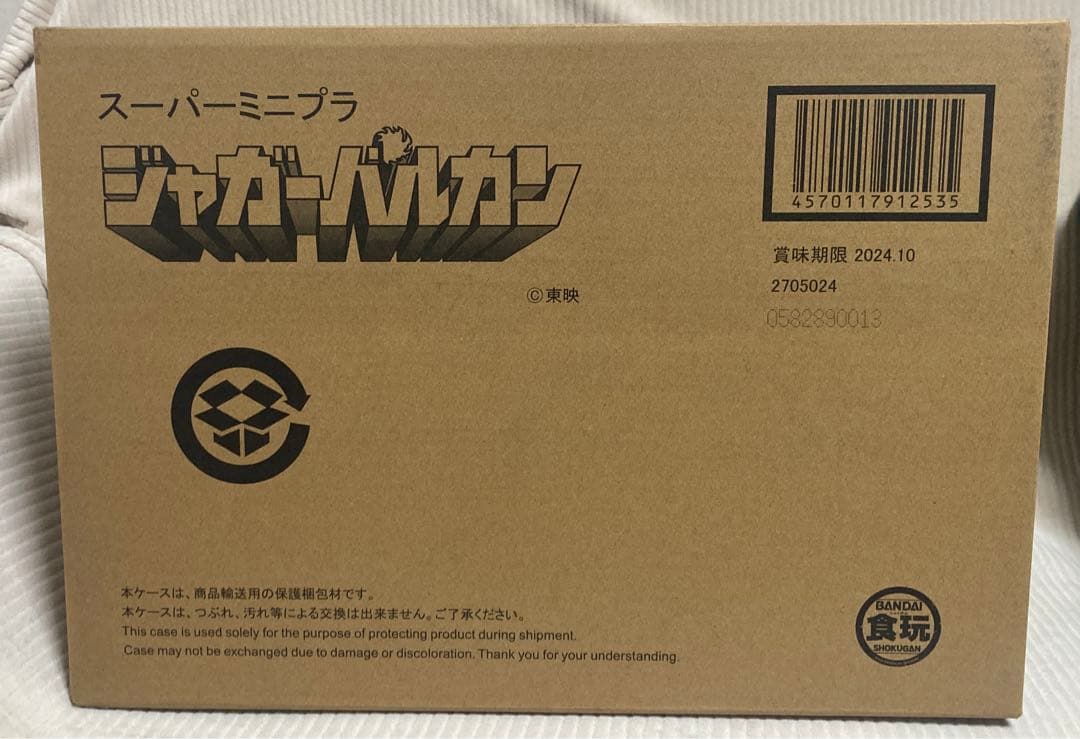 スーパーミニプラ
ジャガーバルカン
©東映
4570117912535
賞味期限 2024.10
2705024
0582890013
本ケースは、商品輸送用の保護梱包材です。
本ケースは、つぶれ、汚れ等による交換は出来ません。ご了承ください。
This case is used solely for the purpose of protecting product during shipment.
Case may not be exchanged due to damage or discoloration. Thank you for your understanding.
BANDAI
食玩
SHOKUGAN